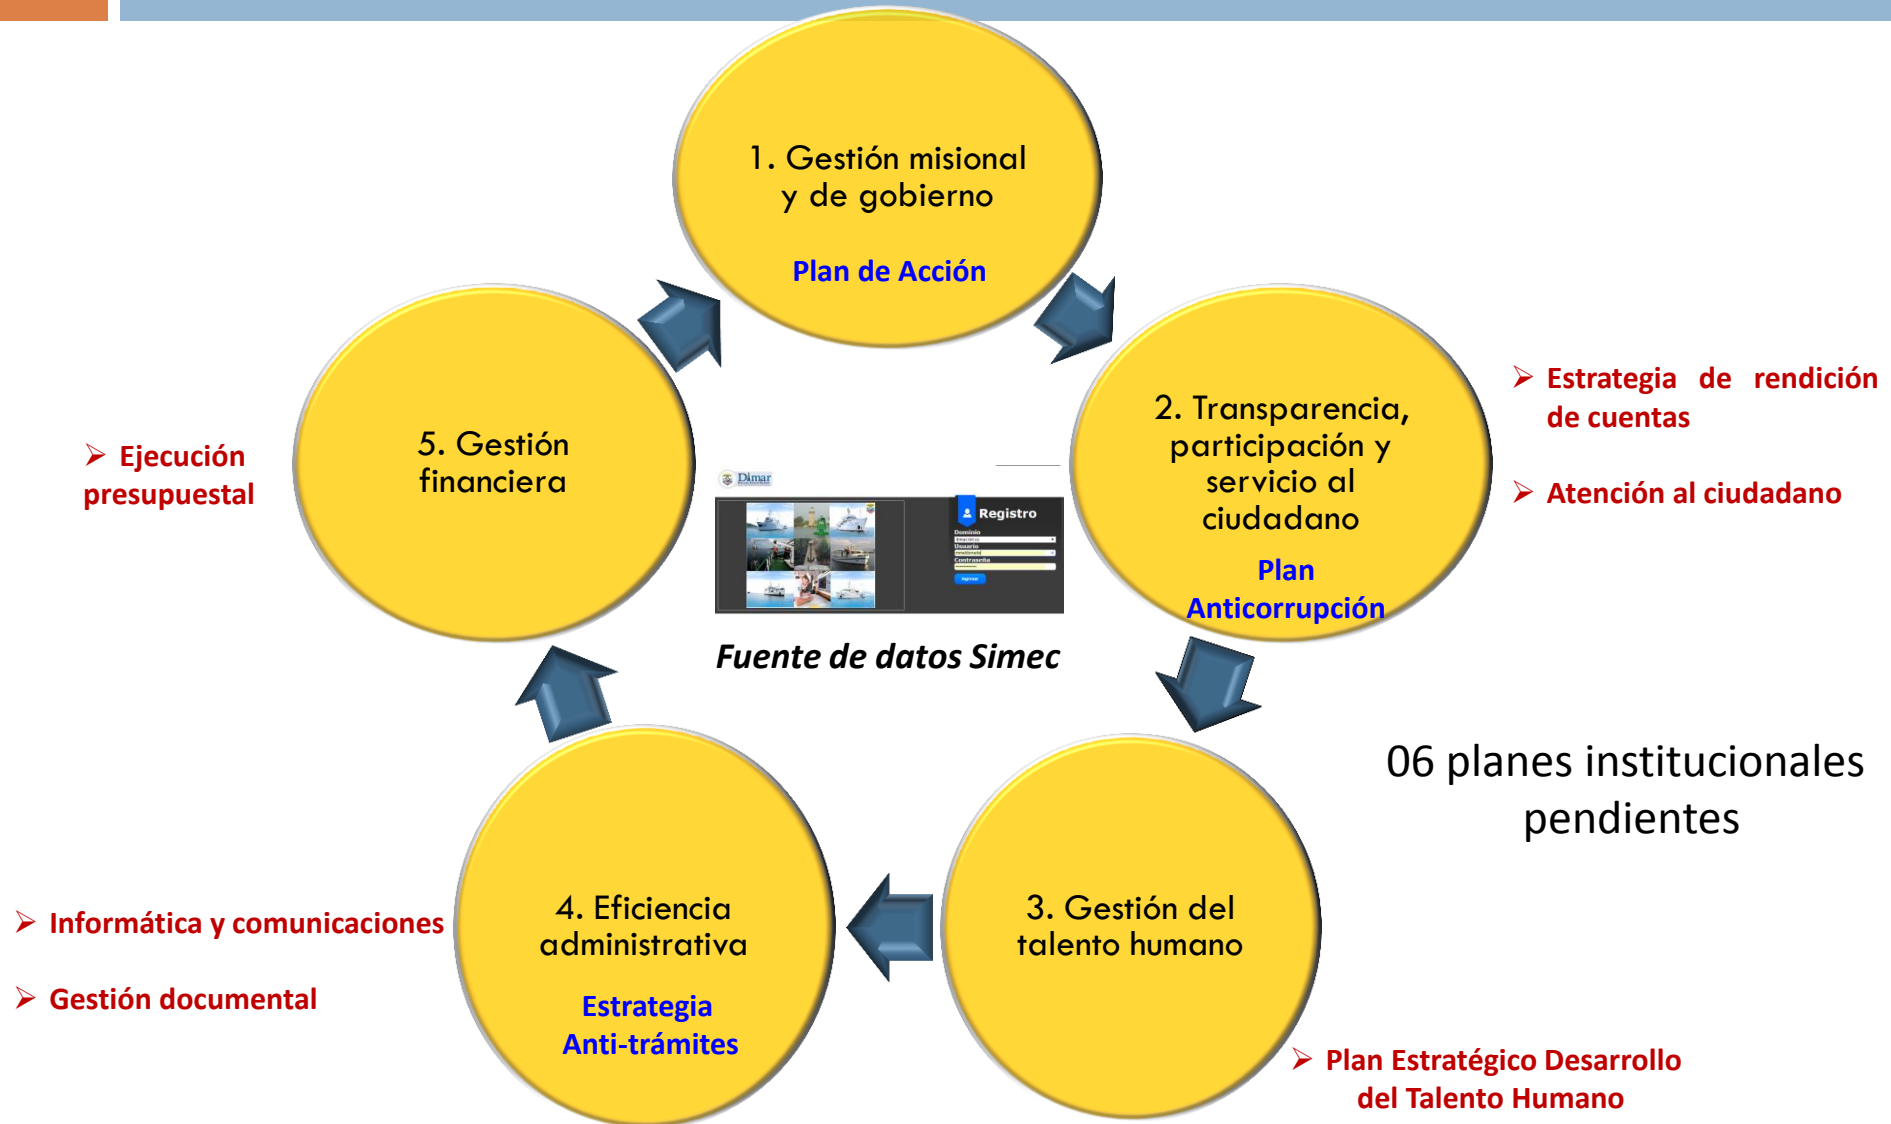 1. Gestión misional
y de gobierno
Plan de Acción
2. Transparencia,
participación y
servicio al
ciudadano
Plan
Anticorrupción
➢ Estrategia de rendición
de cuentas
➢ Atención al ciudadano
5. Gestión
financiera
➢ Ejecución
presupuestal
Dimar
Registro
Dominio
Usuario
Contraseña
Fuente de datos Simec
06 planes institucionales
pendientes
3. Gestión del
talento humano
➢ Plan Estratégico Desarrollo
del Talento Humano
4. Eficiencia
administrativa
Estrategia
Anti-trámites
➢ Informática y comunicaciones
➢ Gestión documental